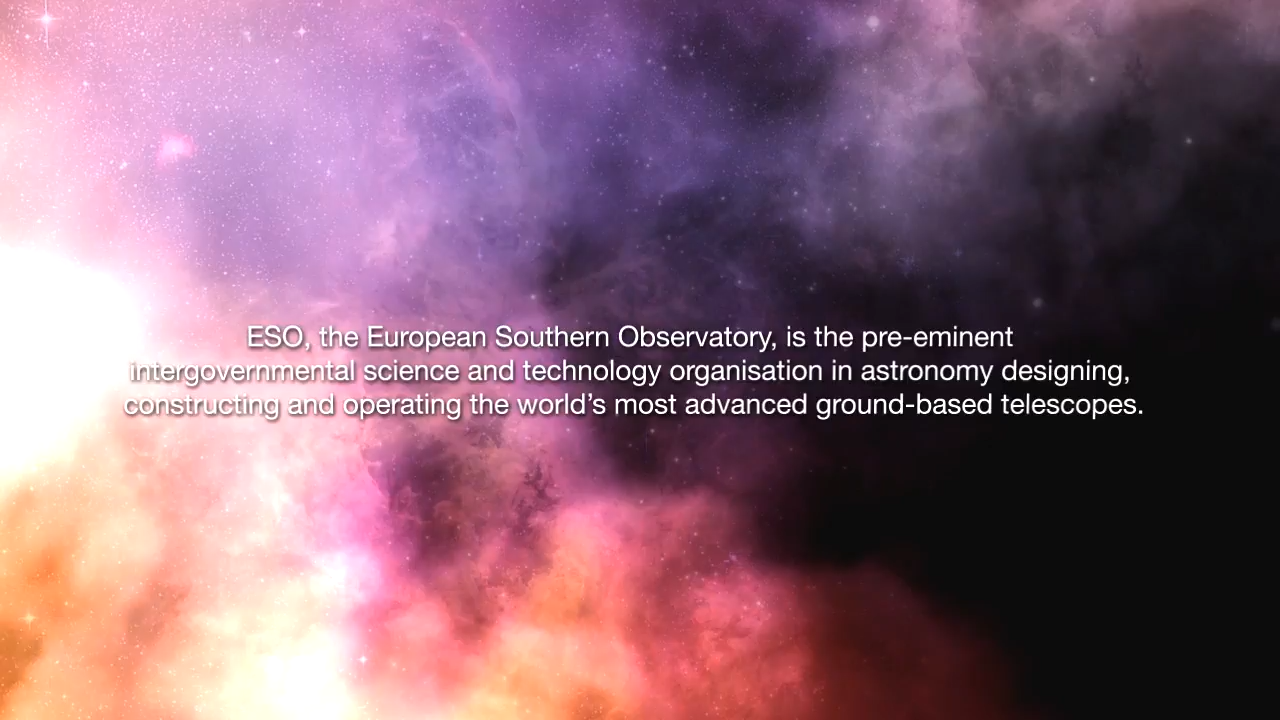 ESO, the European Southern Observatory, is the pre-eminent
intergovernmental science and technology organisation in astronomy designing,
constructing and operating the world’s most advanced ground-based telescopes.